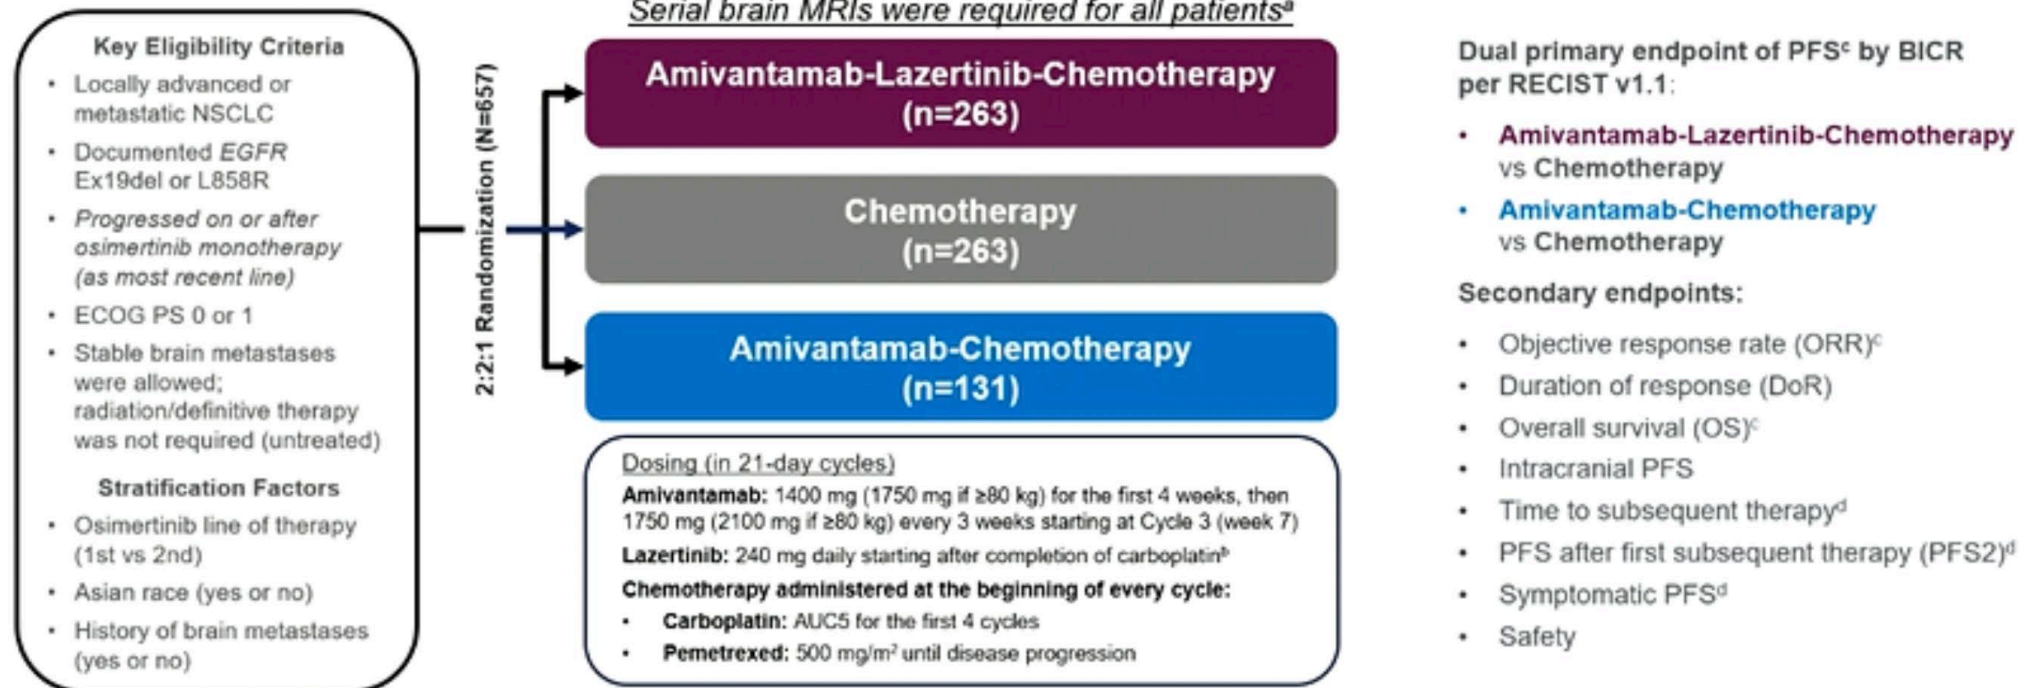 Serial brain MRIs were required for all patientsᵃ
Key Eligibility Criteria
• Locally advanced or
metastatic NSCLC
• Documented EGFR
Ex19del or L858R
• Progressed on or after
osimertinib monotherapy
(as most recent line)
• ECOG PS 0 or 1
• Stable brain metastases
were allowed;
radiation/definitive therapy
was not required (untreated)
Stratification Factors
• Osimertinib line of therapy
(1st vs 2nd)
• Asian race (yes or no)
• History of brain metastases
(yes or no)
2:2:1 Randomization (N=657)
Amivantamab-Lazertinib-Chemotherapy
(n=263)
Chemotherapy
(n=263)
Amivantamab-Chemotherapy
(n=131)
Dosing (in 21-day cycles)
Amivantamab: 1400 mg (1750 mg if ≥80 kg) for the first 4 weeks, then
1750 mg (2100 mg if ≥80 kg) every 3 weeks starting at Cycle 3 (week 7)
Lazertinib: 240 mg daily starting after completion of carboplatinᵇ
Chemotherapy administered at the beginning of every cycle:
• Carboplatin: AUC5 for the first 4 cycles
• Pemetrexed: 500 mg/m² until disease progression
Dual primary endpoint of PFSᶜ by BICR
per RECIST v1.1:
• Amivantamab-Lazertinib-Chemotherapy
vs Chemotherapy
• Amivantamab-Chemotherapy
vs Chemotherapy
Secondary endpoints:
• Objective response rate (ORR)ᶜ
• Duration of response (DoR)
• Overall survival (OS)ᶜ
• Intracranial PFS
• Time to subsequent therapyᵈ
• PFS after first subsequent therapy (PFS2)ᵈ
• Symptomatic PFSᵈ
• Safety